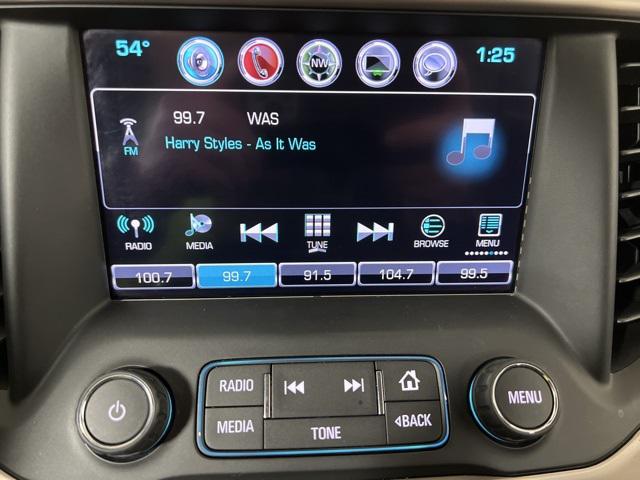 54° NW 1:25
99.7 WAS
FM Harry Styles - As It Was
RADIO MEDIA TUNE BROWSE MENU
100.7 99.7 91.5 104.7 99.5
RADIO
MEDIA TONE BACK
MENU